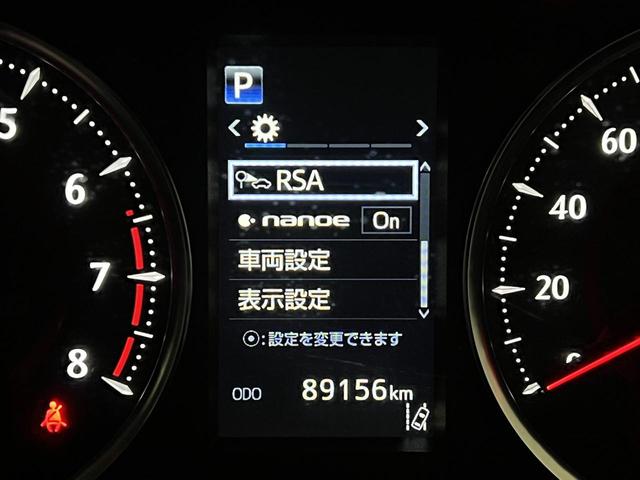 P
RSA
nanoe On
車両設定
表示設定
⦿:設定を変更できます
ODO 89156km
5
6
7
8
60
40
20